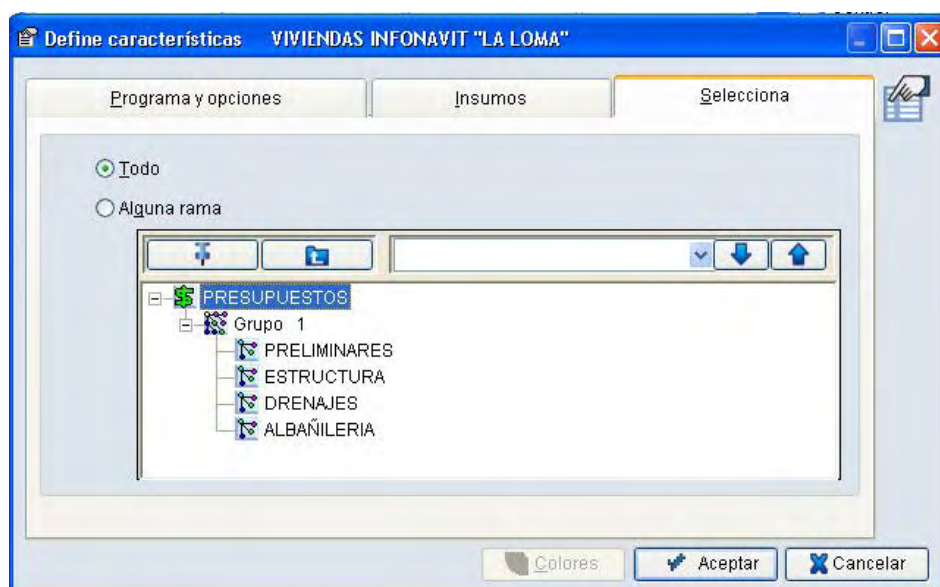 Define características VIVIENDAS INFONAVIT "LA LOMA"
Programa y opciones Insumos Selecciona
Todo
Alguna rama
PRESUPUESTOS
Grupo 1
PRELIMINARES
ESTRUCTURA
DRENAJES
ALBAÑILERIA
Colores Aceptar Cancelar